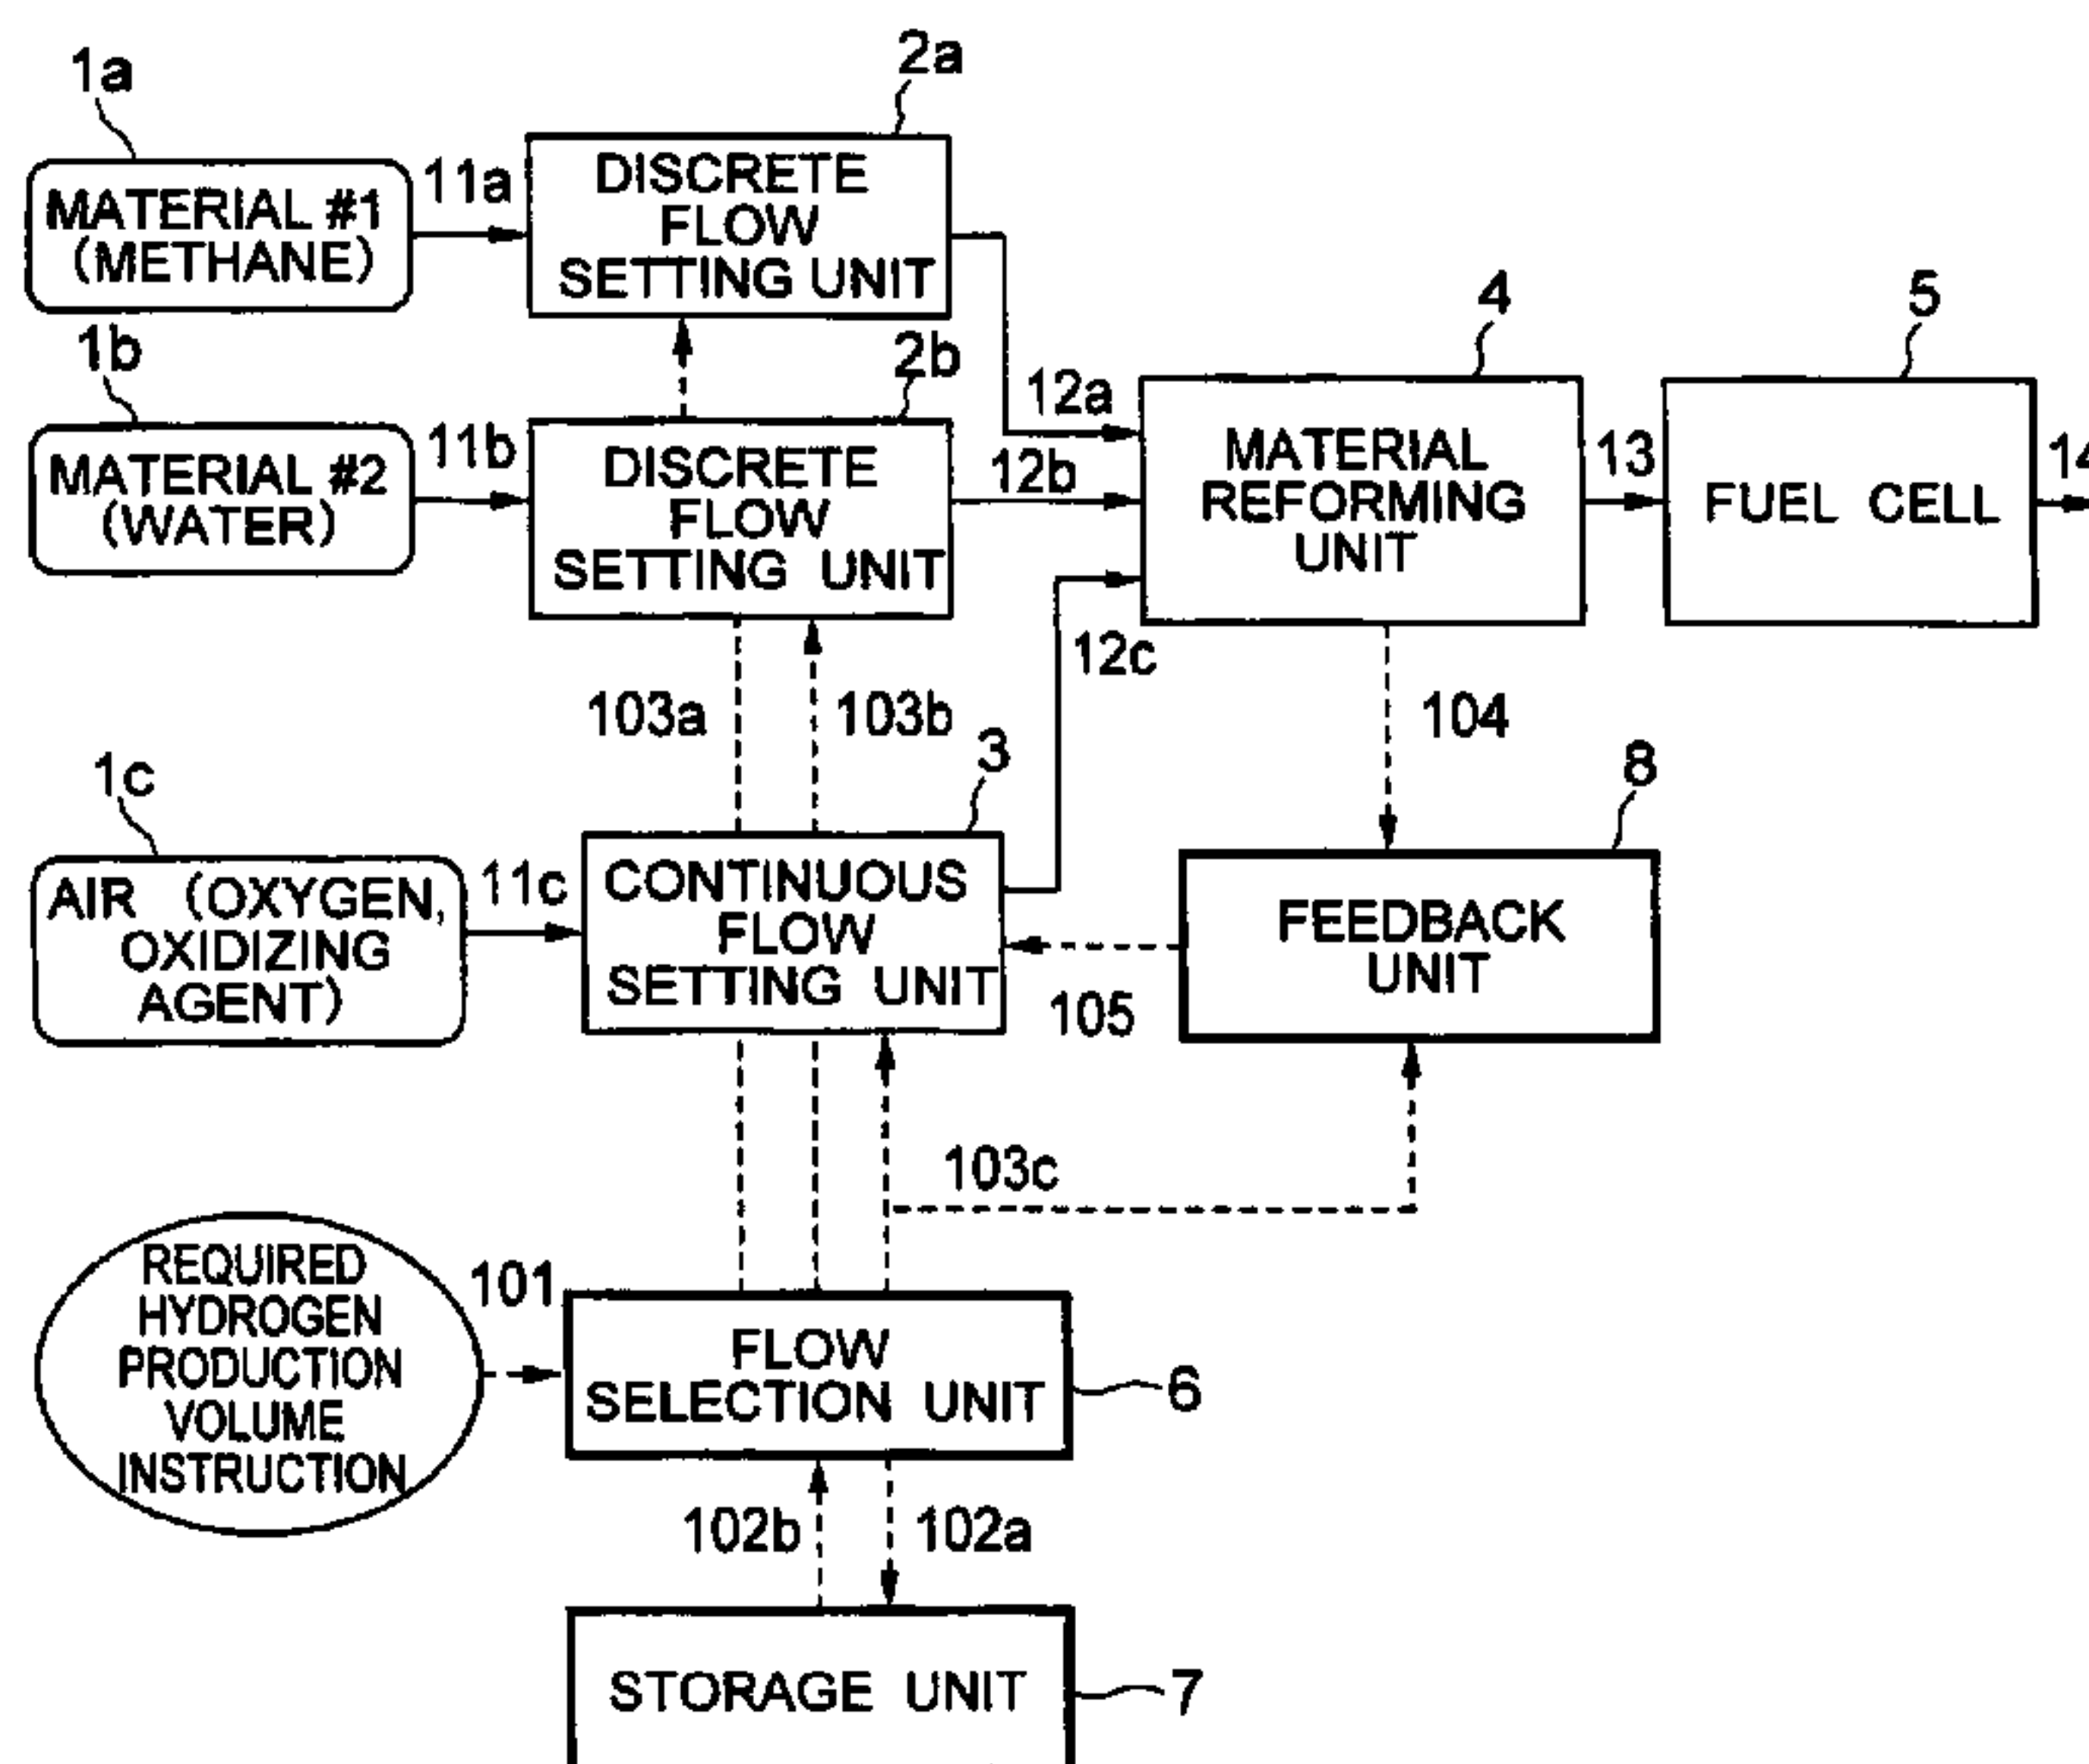 1a
2a
MATERIAL #1
(METHANE)
11a
DISCRETE
FLOW
SETTING UNIT
1b
2b
4
5
12a
MATERIAL #2
(WATER)
11b
DISCRETE
FLOW
SETTING UNIT
12b
MATERIAL
REFORMING
UNIT
13
FUEL CELL
14
12c
103a
103b
104
1c
3
8
AIR (OXYGEN,
OXIDIZING
AGENT)
11c
CONTINUOUS
FLOW
SETTING UNIT
105
FEEDBACK
UNIT
103c
REQUIRED
HYDROGEN
PRODUCTION
VOLUME
INSTRUCTION
101
FLOW
SELECTION UNIT
6
102b
102a
STORAGE UNIT
7